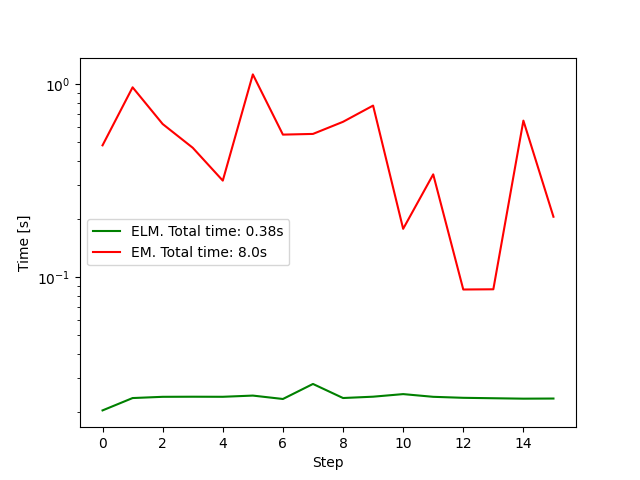 10⁰
10⁻¹
Time [s]
ELM. Total time: 0.38s
EM. Total time: 8.0s
0 2 4 6 8 10 12 14
Step